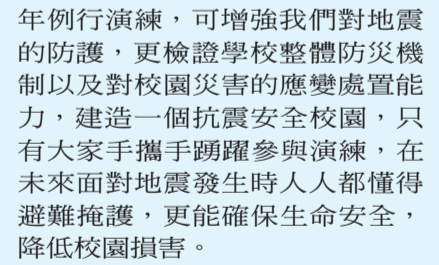 年例行演練，可增強我們對地震
的防護，更檢證學校整體防災機
制以及對校園災害的應變處置能
力，建造一個抗震安全校園，只
有大家手攜手踴躍參與演練，在
未來面對地震發生時人人都懂得
避難掩護，更能確保生命安全，
降低校園損害。